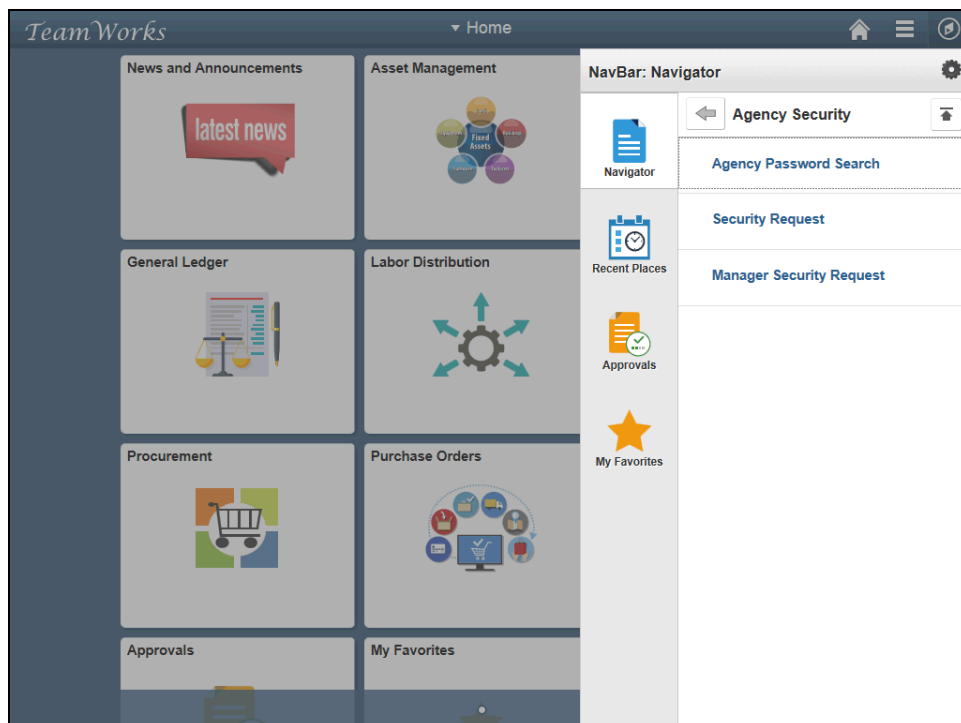 TeamWorks
Home
News and Announcements
latest news
Asset Management
Fixed
Assets
General Ledger
Labor Distribution
Procurement
Purchase Orders
Approvals
My Favorites
NavBar: Navigator
Navigator
Recent Places
Approvals
My Favorites
Agency Security
Agency Password Search
Security Request
Manager Security Request